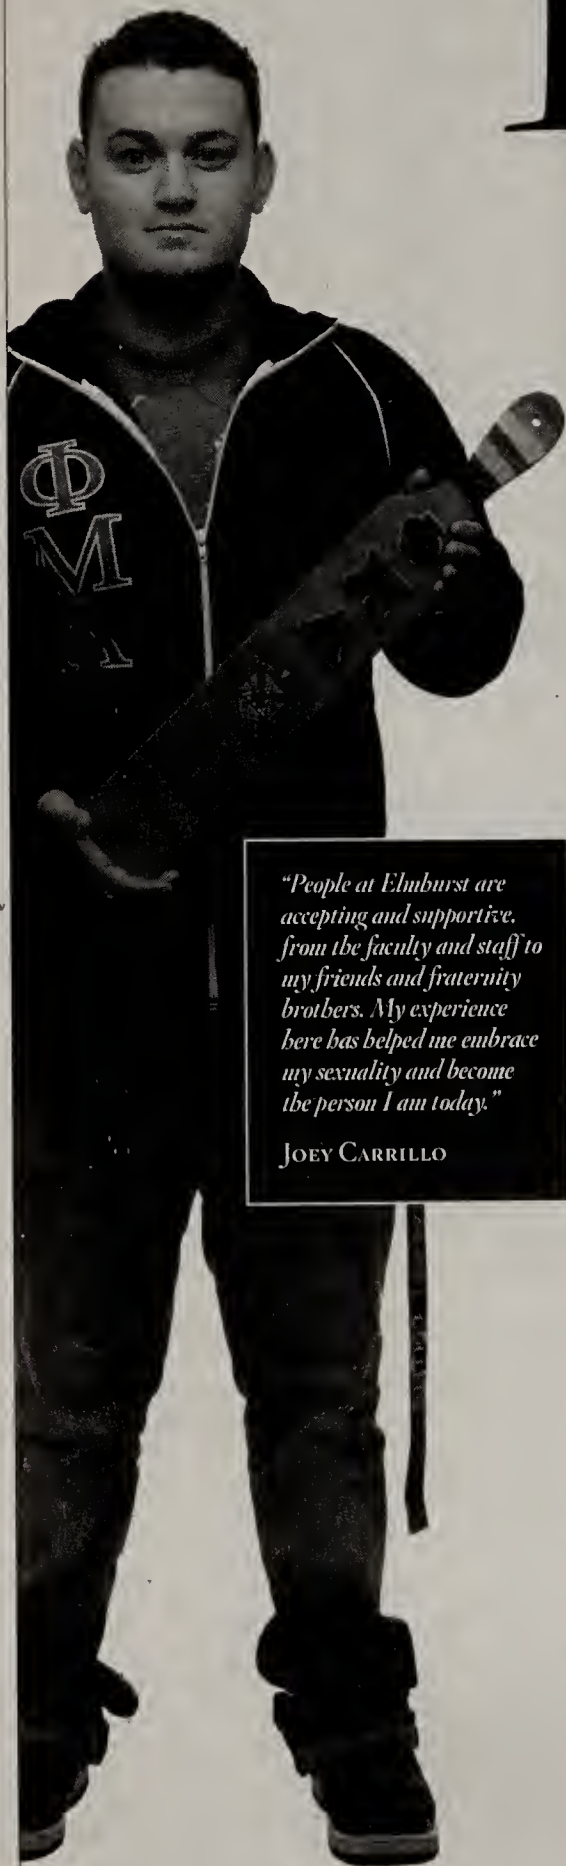 Φ
Μ
"People at Elmhurst are
accepting and supportive,
from the faculty and staff to
my friends and fraternity
brothers. My experience
here has helped me embrace
my sexuality and become
the person I am today."
JOEY CARRILLO